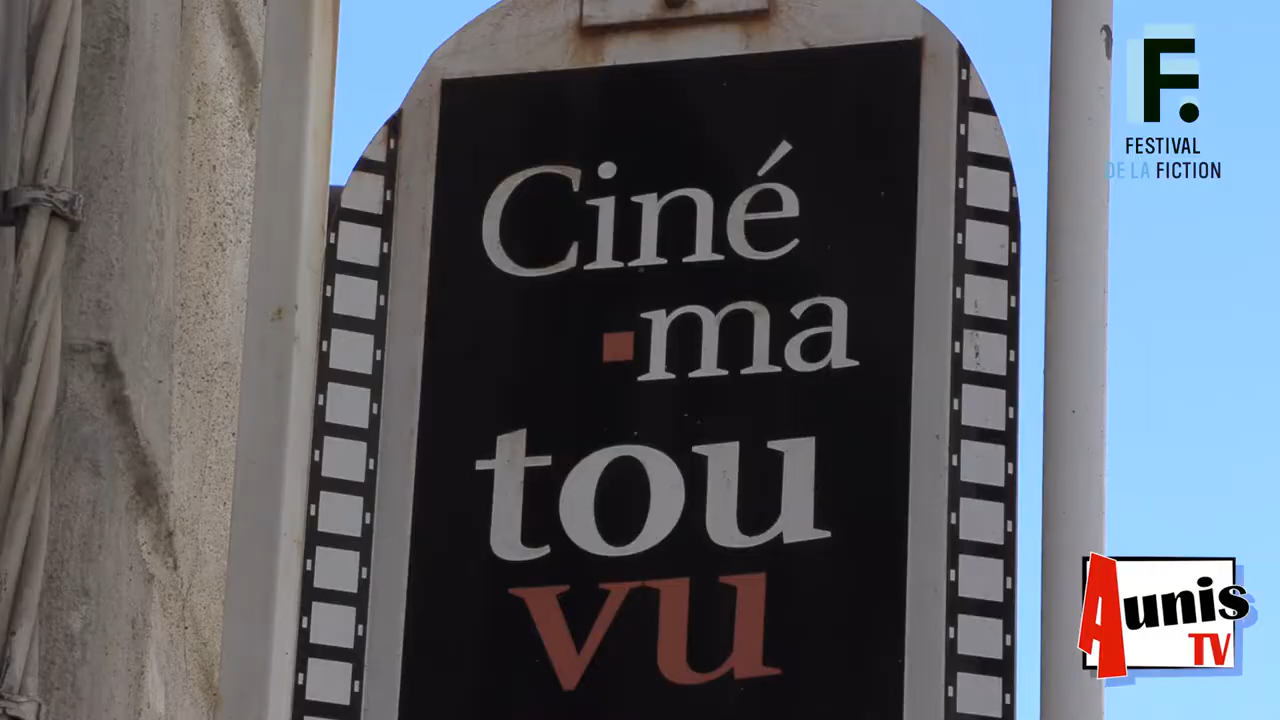 Ciné
ma
tou
vu
F.
FESTIVAL
DE LA FICTION
Aunis
TV